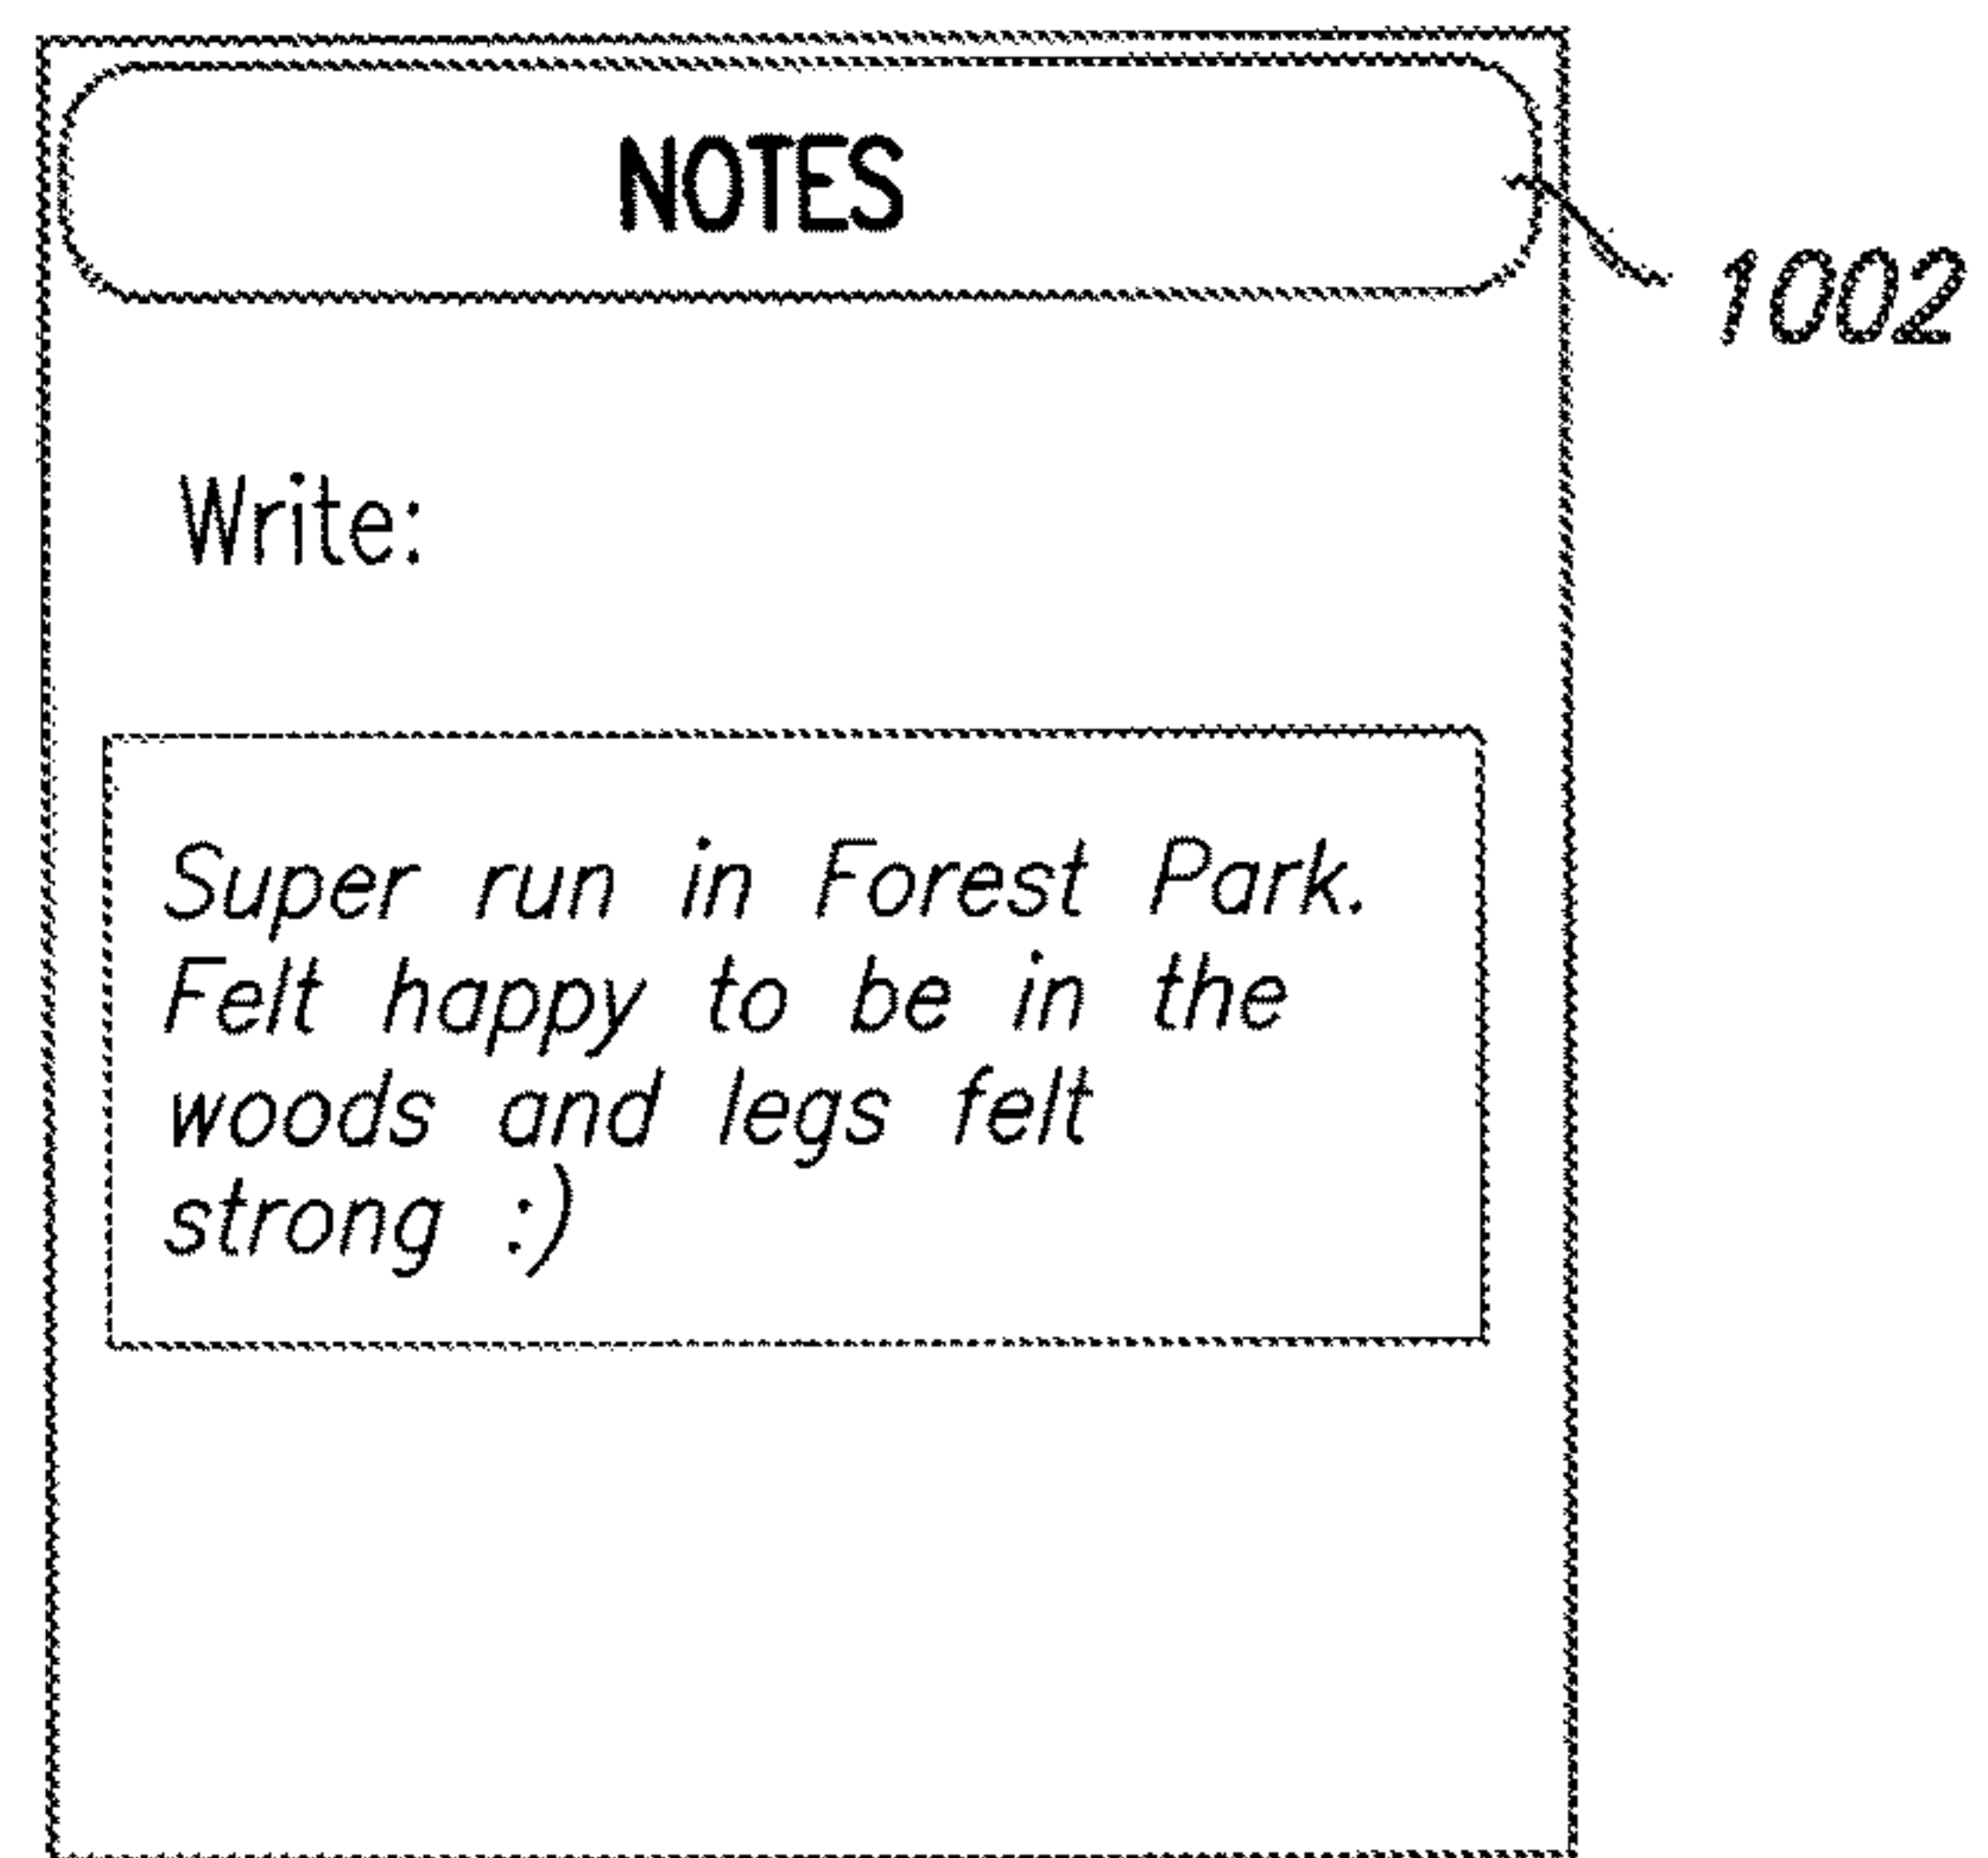 NOTES
1002
Write:
Super run in Forest Park.
Felt happy to be in the
woods and legs felt
strong :)